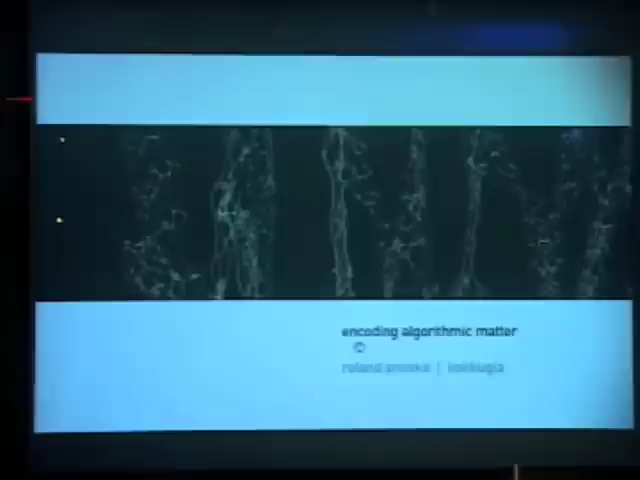 encoding algorithmic matter
roland snooks | kokkugia